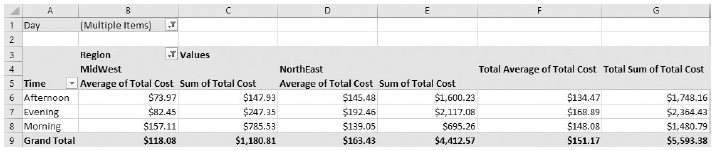 A B C D E F G
1 Day (Multiple Items)
2
3 Region Values
4 MidWest NorthEast Total Average of Total Cost Total Sum of Total Cost
5 Time Average of Total Cost Sum of Total Cost Average of Total Cost Sum of Total Cost
6 Afternoon $73.97 $147.93 $145.48 $1,600.23 $134.47 $1,748.16
7 Evening $82.45 $247.35 $192.46 $2,117.08 $168.89 $2,364.43
8 Morning $157.11 $785.53 $139.05 $695.26 $148.08 $1,480.79
9 Grand Total $118.08 $1,180.81 $163.43 $4,412.57 $151.17 $5,593.38